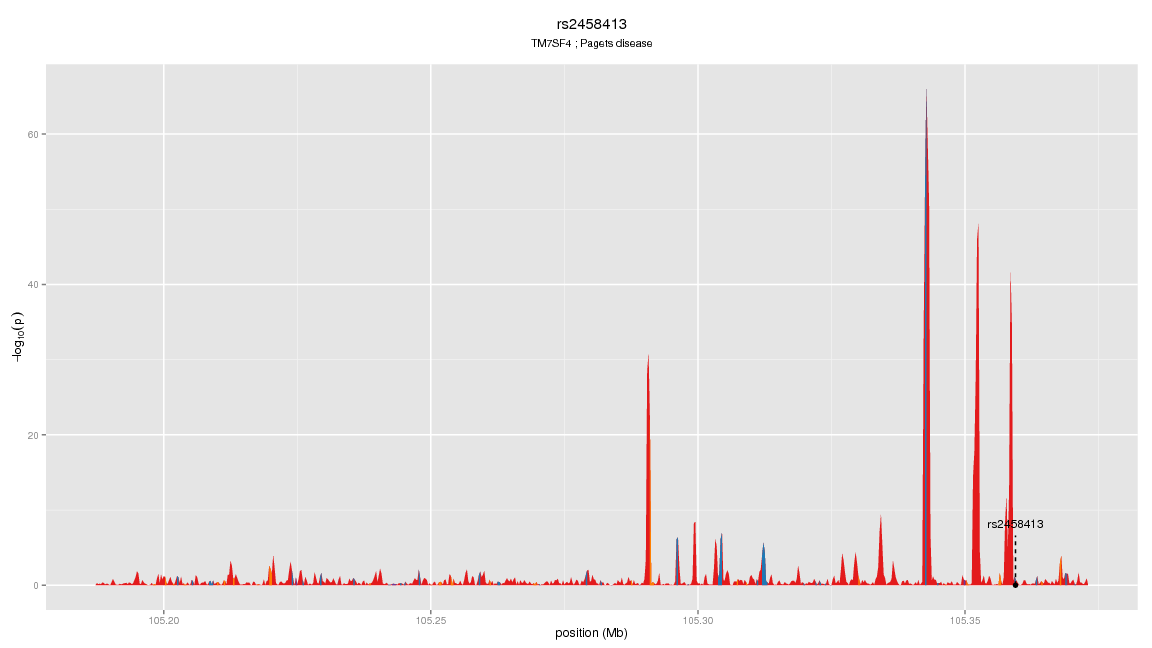 rs2458413
TM7SF4 ; Pagets disease
60
40
20
0
−log10(p)
rs2458413
105.20 105.25 105.30 105.35
position (Mb)